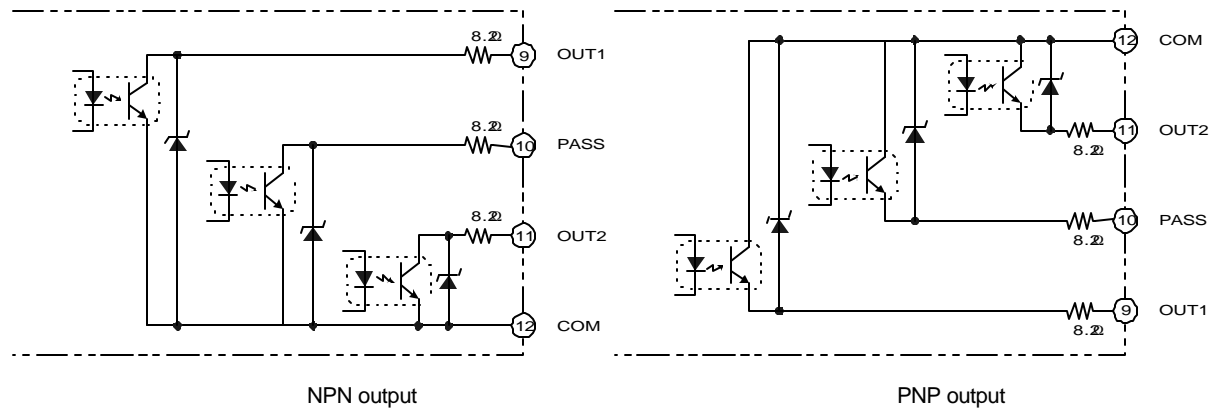 8.2Ω
9 OUT1
8.2Ω
10 PASS
8.2Ω
11 OUT2
12 COM
NPN output
12 COM
11 OUT2
8.2Ω
10 PASS
8.2Ω
9 OUT1
8.2Ω
PNP output